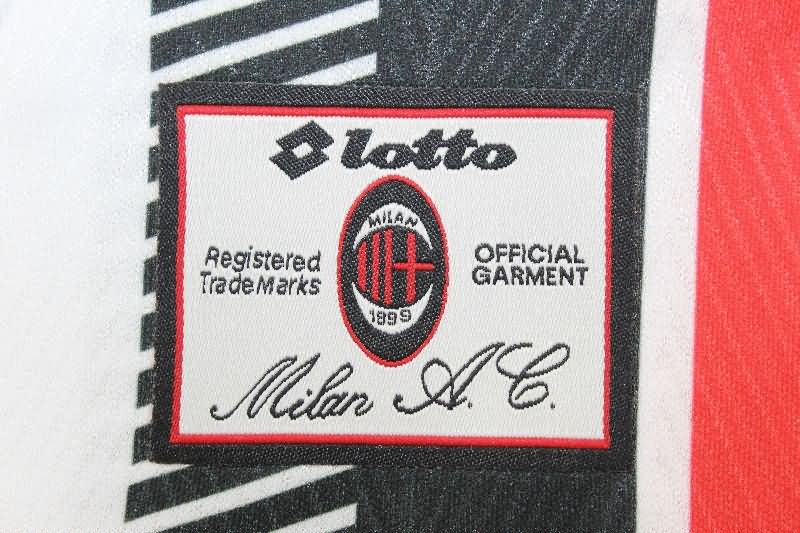 lotto
MILAN
1899
Registered
Trade Marks
OFFICIAL
GARMENT
Milan A.C.